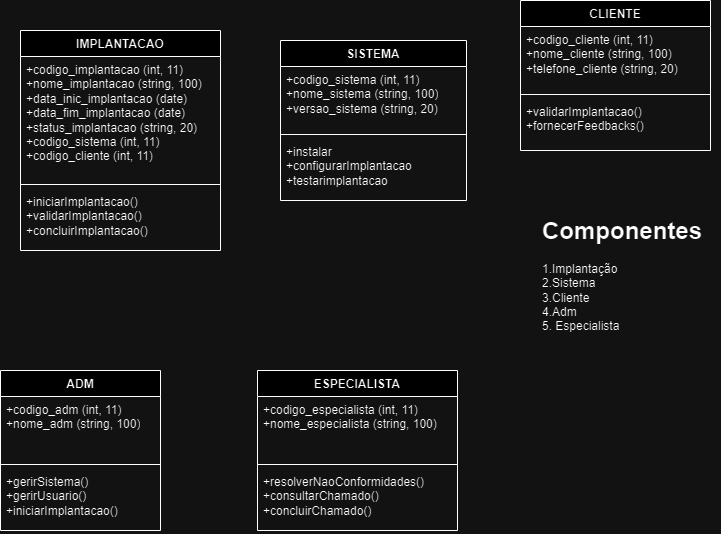 IMPLANTACAO
+codigo_implantacao (int, 11)
+nome_implantacao (string, 100)
+data_inic_implantacao (date)
+data_fim_implantacao (date)
+status_implantacao (string, 20)
+codigo_sistema (int, 11)
+codigo_cliente (int, 11)
+iniciarImplantacao()
+validarImplantacao()
+concluirImplantacao()
SISTEMA
+codigo_sistema (int, 11)
+nome_sistema (string, 100)
+versao_sistema (string, 20)
+instalar
+configurarImplantacao
+testarimplantacao
CLIENTE
+codigo_cliente (int, 11)
+nome_cliente (string, 100)
+telefone_cliente (string, 20)
+validarImplantacao()
+fornecerFeedbacks()
Componentes
1.Implantação
2.Sistema
3.Cliente
4.Adm
5. Especialista
ADM
+codigo_adm (int, 11)
+nome_adm (string, 100)
+gerirSistema()
+gerirUsuario()
+iniciarImplantacao()
ESPECIALISTA
+codigo_especialista (int, 11)
+nome_especialista (string, 100)
+resolverNaoConformidades()
+consultarChamado()
+concluirChamado()